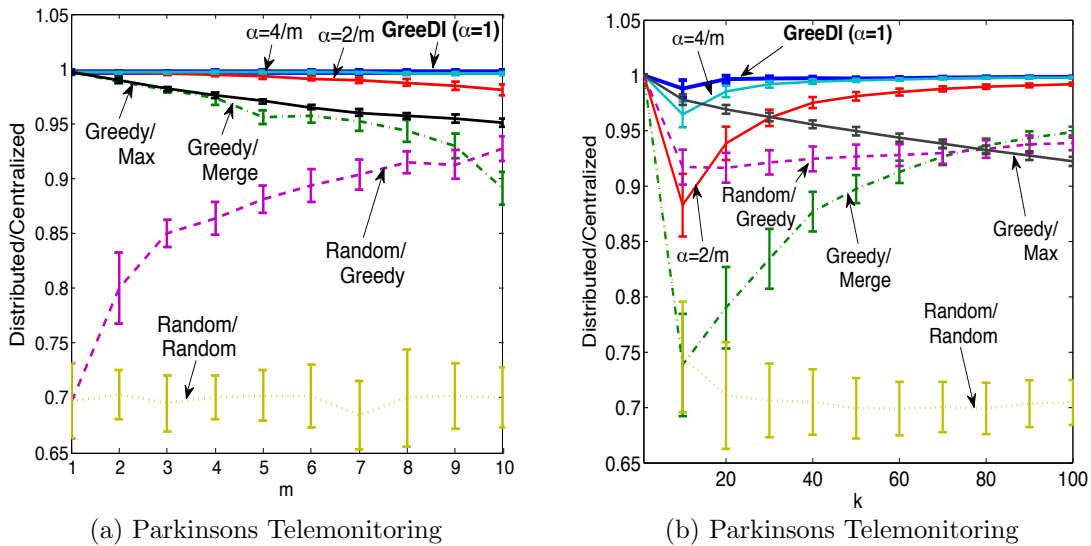 1.05
1
0.95
0.9
0.85
0.8
0.75
0.7
0.65
Distributed/Centralized
α=4/m
α=2/m
GreeDI (α=1)
Greedy/
Max
Greedy/
Merge
Random/
Greedy
Random/
Random
1 2 3 4 5 6 7 8 9 10
m
(a) Parkinsons Telemonitoring
1.05
1
0.95
0.9
0.85
0.8
0.75
0.7
0.65
Distributed/Centralized
α=4/m
GreeDI (α=1)
Random/
Greedy
α=2/m
Greedy/
Merge
Greedy/
Max
Random/
Random
20 40 60 80 100
k
(b) Parkinsons Telemonitoring